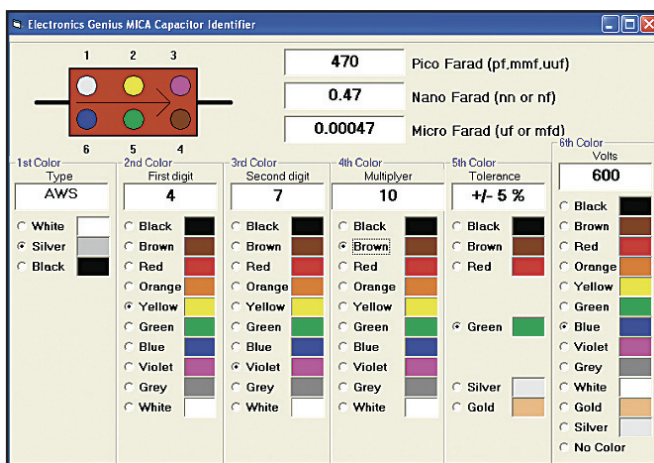 Electronics Genius MICA Capacitor Identifier
1 2 3
6 5 4
470 Pico Farad (pf,mmf,uuf)
0.47 Nano Farad (nn or nf)
0.00047 Micro Farad (uf or mfd)
1st Color
Type
AWS
White
Silver
Black
2nd Color
First digit
4
Black
Brown
Red
Orange
Yellow
Green
Blue
Violet
Grey
White
3rd Color
Second digit
7
Black
Brown
Red
Orange
Yellow
Green
Blue
Violet
Grey
White
4th Color
Multiplyer
10
Black
Brown
Red
Orange
Yellow
Green
Blue
Violet
Grey
White
5th Color
Tolerance
+/- 5 %
Black
Brown
Red
Green
Silver
Gold
6th Color
Volts
600
Black
Brown
Red
Orange
Yellow
Green
Blue
Violet
Grey
White
Gold
Silver
No Color